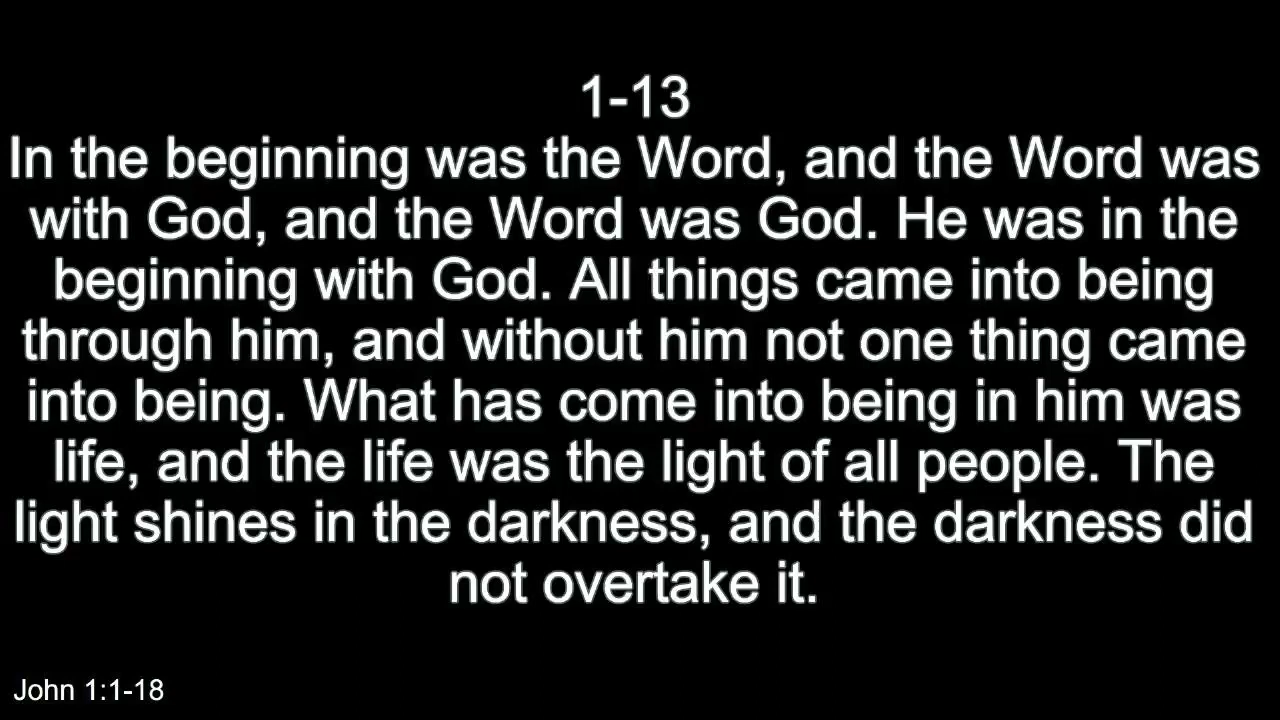 1-13
In the beginning was the Word, and the Word was
with God, and the Word was God. He was in the
beginning with God. All things came into being
through him, and without him not one thing came
into being. What has come into being in him was
life, and the life was the light of all people. The
light shines in the darkness, and the darkness did
not overtake it.
John 1:1-18